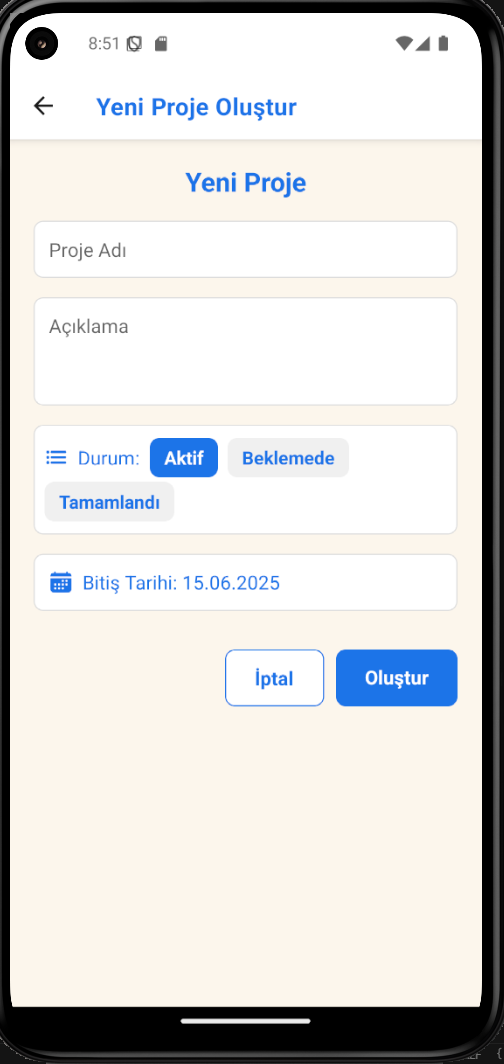 8:51
Yeni Proje Oluştur
Yeni Proje
Proje Adı
Açıklama
Durum: Aktif Beklemede
Tamamlandı
Bitiş Tarihi: 15.06.2025
İptal Oluştur